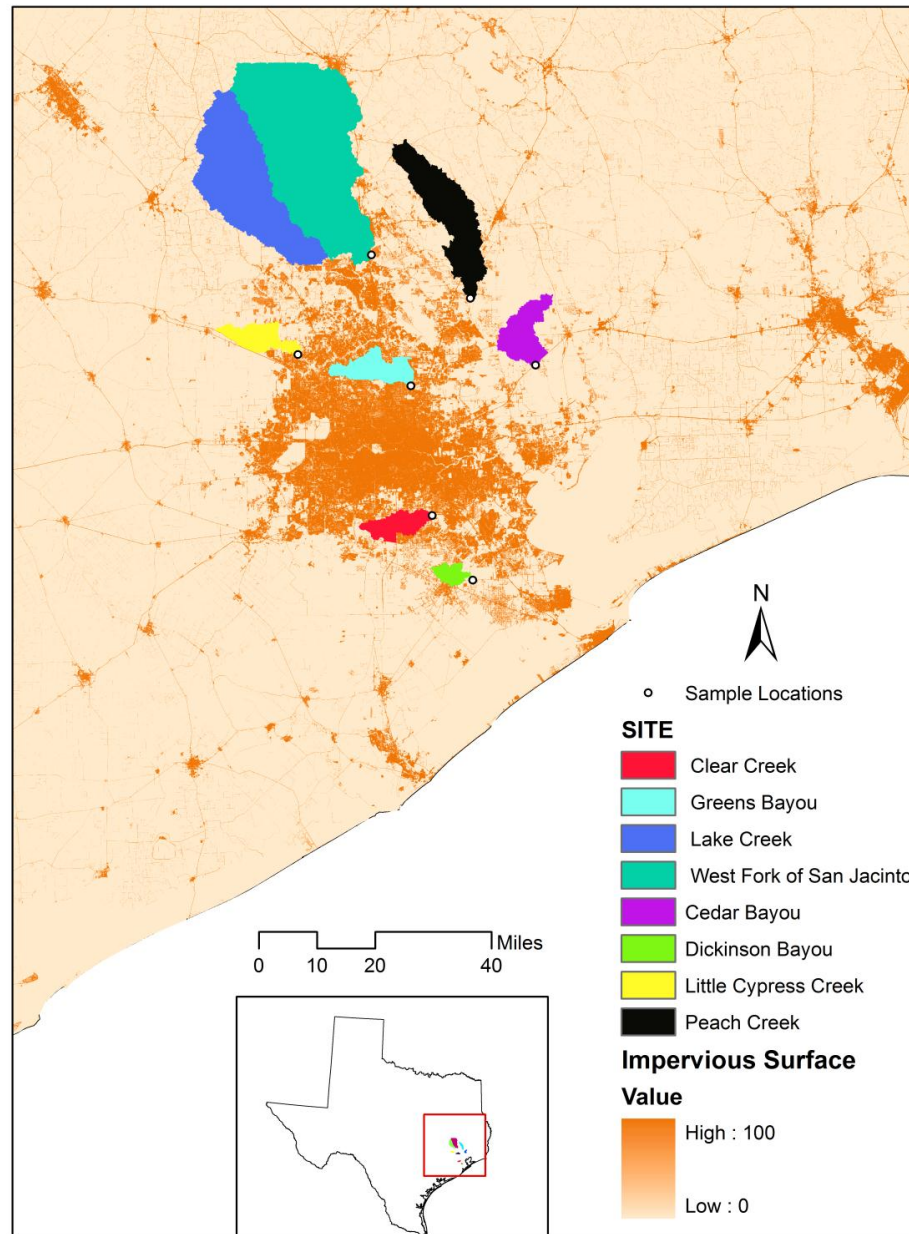 N
Sample Locations
SITE
Clear Creek
Greens Bayou
Lake Creek
West Fork of San Jacinto
Cedar Bayou
Dickinson Bayou
Little Cypress Creek
Peach Creek
Impervious Surface
Value
High : 100
Low : 0
Miles
0 10 20 40